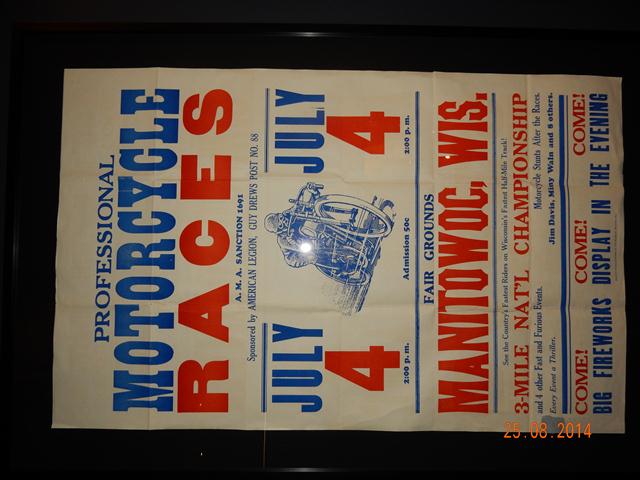 PROFESSIONAL
MOTORCYCLE
RACES
A. M. A. SANCTION 1691
Sponsored by AMERICAN LEGION, GUY DREWS POST NO. 88
JULY 4
2:00 p. m.
JULY 4
2:00 p. m.
Admission 50c
FAIR GROUNDS
MANITOWOC, WIS.
See the Country's Fastest Riders on Wisconsin's Fastest Half-Mile Track!
3-MILE NAT'L CHAMPIONSHIP
and 4 other Fast and Furious Events. Motorcycle Stunts After the Races.
Every Event a Thriller. Jim Davis, Miny Waln and 8 others.
COME! COME! COME!
BIG FIREWORKS DISPLAY IN THE EVENING
25.08.2014